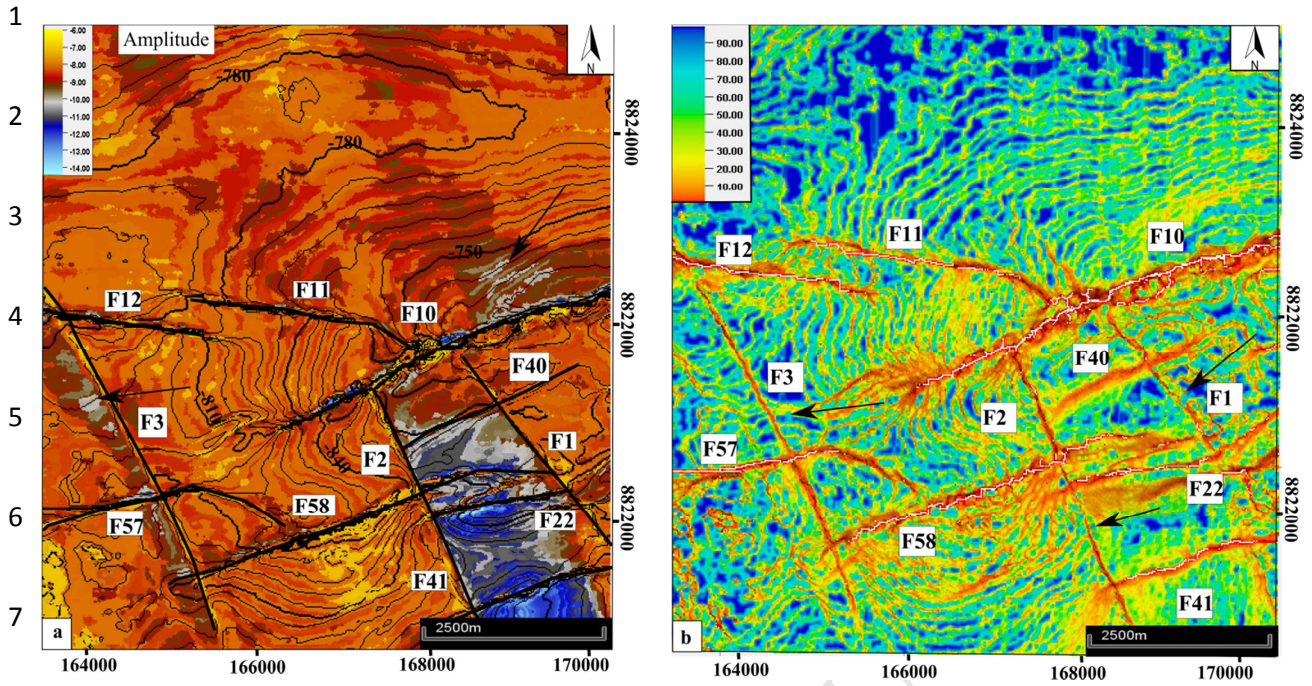 1
2
3
4
5
6
7
-6.00
-7.00
-8.00
-9.00
-10.00
-11.00
-12.00
-13.00
-14.00
Amplitude
N
-780
-780
-750
-810
-840
F12
F11
F10
F40
F3
F2
F1
F57
F58
F22
F41
a
2500m
164000
166000
168000
170000
8824000
8822000
8822000
90.00
80.00
70.00
60.00
50.00
40.00
30.00
20.00
10.00
N
F12
F11
F10
F3
F40
F2
F1
F57
F22
F58
F41
b
2500m
164000
166000
168000
170000
8824000
8822000
8822000